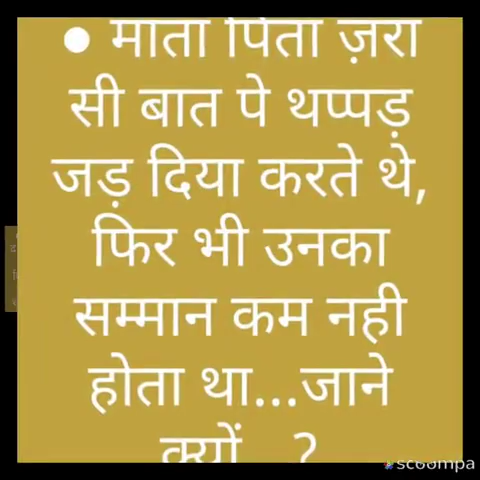 • माता पिता ज़रा
सी बात पे थप्पड़
जड़ दिया करते थे,
फिर भी उनका
सम्मान कम नही
होता था...जाने
क्यों...?
scoompa